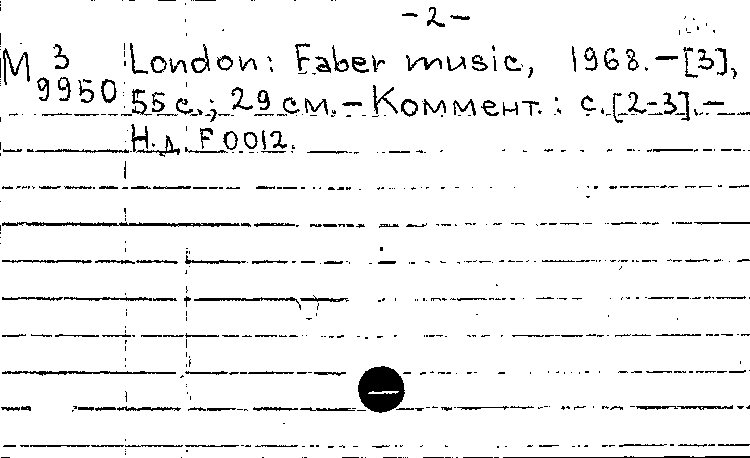 -2-
М 3 London: Faber music, 1968. – [3],
9950 55 с.; 29 см. – Коммент.: с. [2-3]. –
Н.д. F0012.